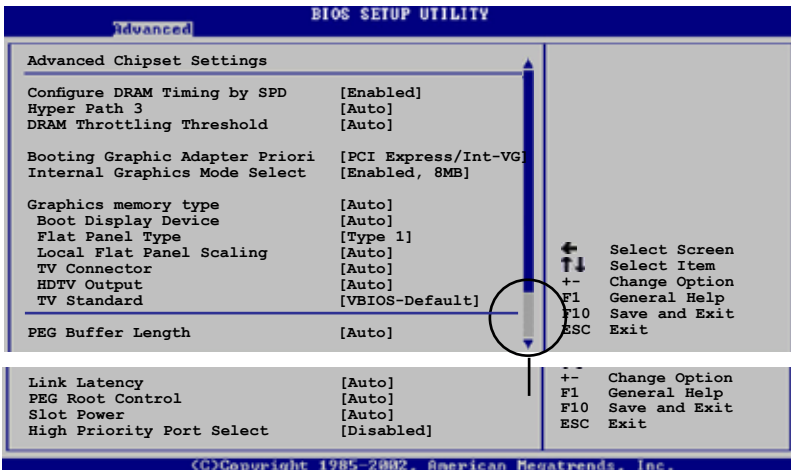 BIOS SETUP UTILITY
Advanced
Advanced Chipset Settings
Configure DRAM Timing by SPD [Enabled]
Hyper Path 3 [Auto]
DRAM Throttling Threshold [Auto]
Booting Graphic Adapter Priori [PCI Express/Int-VG]
Internal Graphics Mode Select [Enabled, 8MB]
Graphics memory type [Auto]
Boot Display Device [Auto]
Flat Panel Type [Type 1]
Local Flat Panel Scaling [Auto]
TV Connector [Auto]
HDTV Output [Auto]
TV Standard [VBIOS-Default]
PEG Buffer Length [Auto]
Select Screen
Select Item
+- Change Option
F1 General Help
F10 Save and Exit
ESC Exit
Link Latency [Auto]
PEG Root Control [Auto]
Slot Power [Auto]
High Priority Port Select [Disabled]
+- Change Option
F1 General Help
F10 Save and Exit
ESC Exit
(C)Copyright 1985-2002, American Megatrends, Inc.